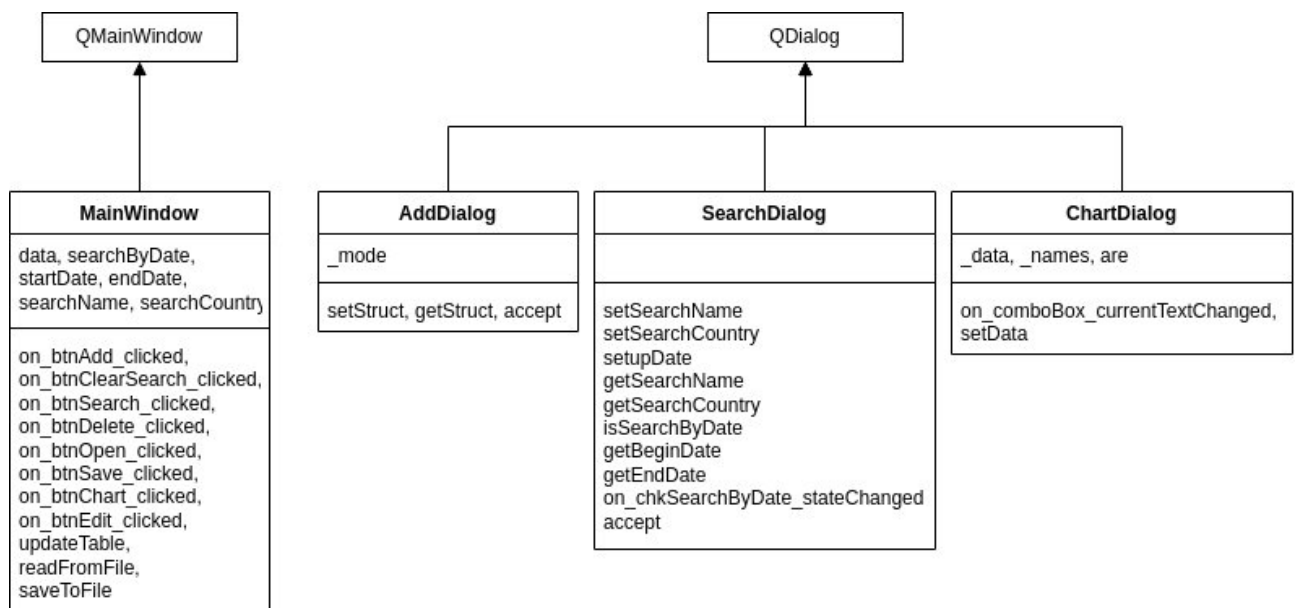 QMainWindow
QDialog
MainWindow
data, searchByDate,
startDate, endDate,
searchName, searchCountry
on_btnAdd_clicked,
on_btnClearSearch_clicked,
on_btnSearch_clicked,
on_btnDelete_clicked,
on_btnOpen_clicked,
on_btnSave_clicked,
on_btnChart_clicked,
on_btnEdit_clicked,
updateTable,
readFromFile,
saveToFile
AddDialog
_mode
setStruct, getStruct, accept
SearchDialog
setSearchName
setSearchCountry
setupDate
getSearchName
getSearchCountry
isSearchByDate
getBeginDate
getEndDate
on_chkSearchByDate_stateChanged
accept
ChartDialog
_data, _names, are
on_comboBox_currentTextChanged,
setData